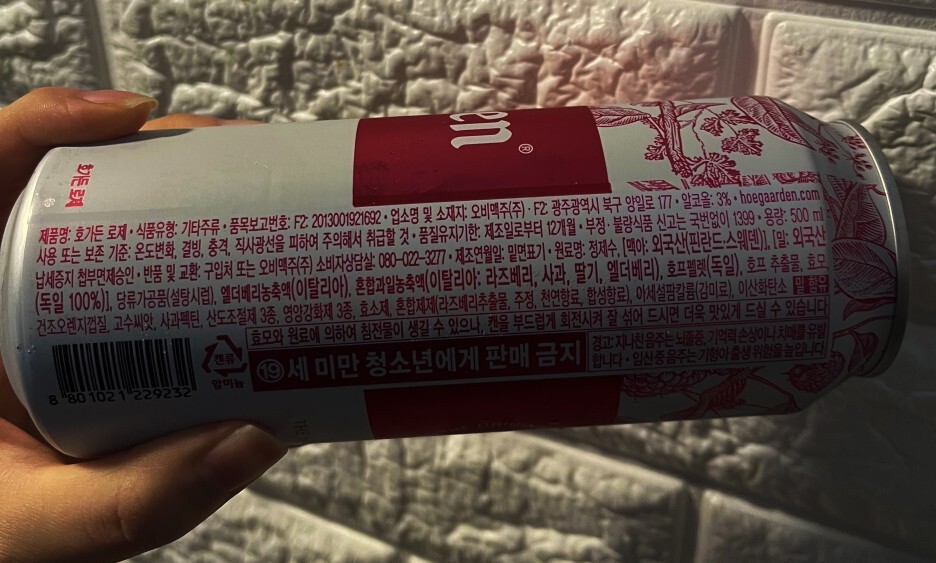 en®
호가든 로제
제품명: 호가든 로제 • 식품유형: 기타주류 • 품목보고번호: F2: 2013001921692 • 업소명 및 소재지: 오비맥주(주) · F2: 광주광역시 북구 양일로 177 • 알코올: 3% • hoegaarden.com
사용 또는 보존 기준: 온도변화, 결빙, 충격, 직사광선을 피하여 주의해서 취급할 것 • 품질유지기한: 제조일로부터 12개월 • 부정·불량식품 신고는 국번없이 1399 • 용량: 500 ml
납세증지 첩부면제승인 • 반품 및 교환: 구입처 또는 오비맥주(주) 소비자상담실: 080-022-3277 • 제조연월일: 밑면표기 • 원료명: 정제수, [맥아: 외국산(핀란드·스웨덴)], [밀: 외국산
(독일 100%)], 당류가공품(설탕시럽), 엘더베리농축액(이탈리아), 혼합과일농축액(이탈리아: 라즈베리, 사과, 딸기, 엘더베리), 호프펠렛(독일), 호프 추출물, 효모
건조오렌지껍질, 고수씨앗, 사과펙틴, 산도조절제 3종, 영양강화제 3종, 효소제, 혼합제제(라즈베리추출물, 주정, 천연향료, 합성향료), 아세설팜칼륨(감미료), 이산화탄소 밀 함유
효모와 원료에 의하여 침전물이 생길 수 있으나, 캔을 부드럽게 회전시켜 잘 섞어 드시면 더욱 맛있게 드실 수 있습니다
⑲세 미만 청소년에게 판매 금지
경고: 지나친 음주는 뇌졸중, 기억력 손상이나 치매를 유발
합니다 • 임신 중 음주는 기형아 출생 위험을 높입니다
캔류
알미늄
8 801021 229232